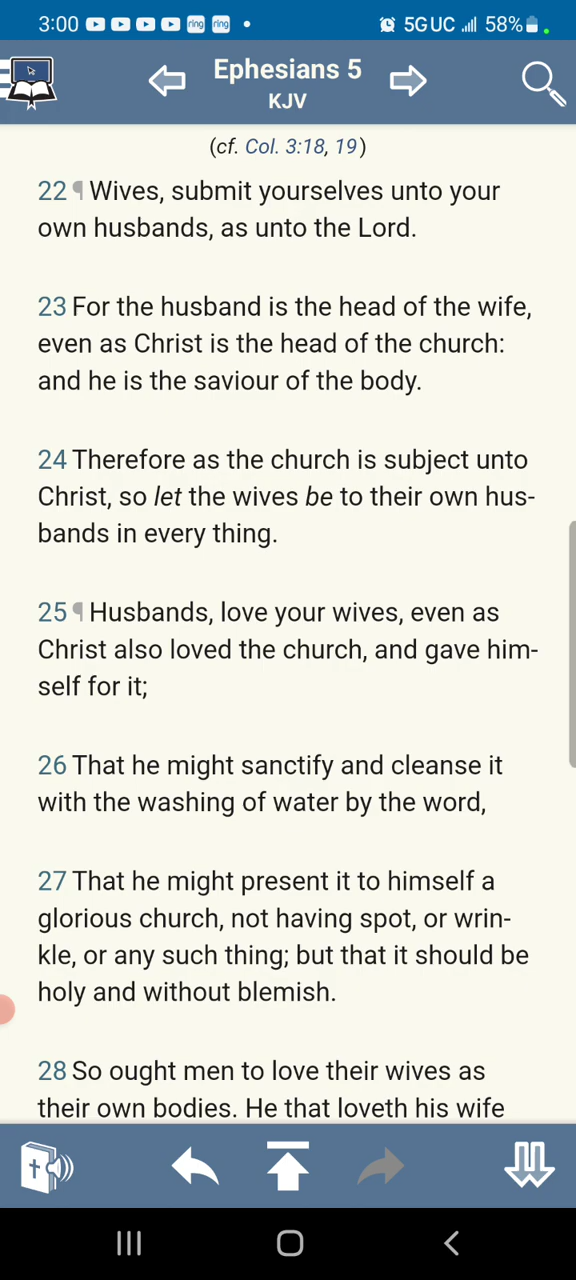 3:00 ring ring 5G UC 58%
Ephesians 5
KJV
(cf. Col. 3:18, 19)
22 ¶ Wives, submit yourselves unto your
own husbands, as unto the Lord.
23 For the husband is the head of the wife,
even as Christ is the head of the church:
and he is the saviour of the body.
24 Therefore as the church is subject unto
Christ, so let the wives be to their own hus-
bands in every thing.
25 ¶ Husbands, love your wives, even as
Christ also loved the church, and gave him-
self for it;
26 That he might sanctify and cleanse it
with the washing of water by the word,
27 That he might present it to himself a
glorious church, not having spot, or wrin-
kle, or any such thing; but that it should be
holy and without blemish.
28 So ought men to love their wives as
their own bodies. He that loveth his wife